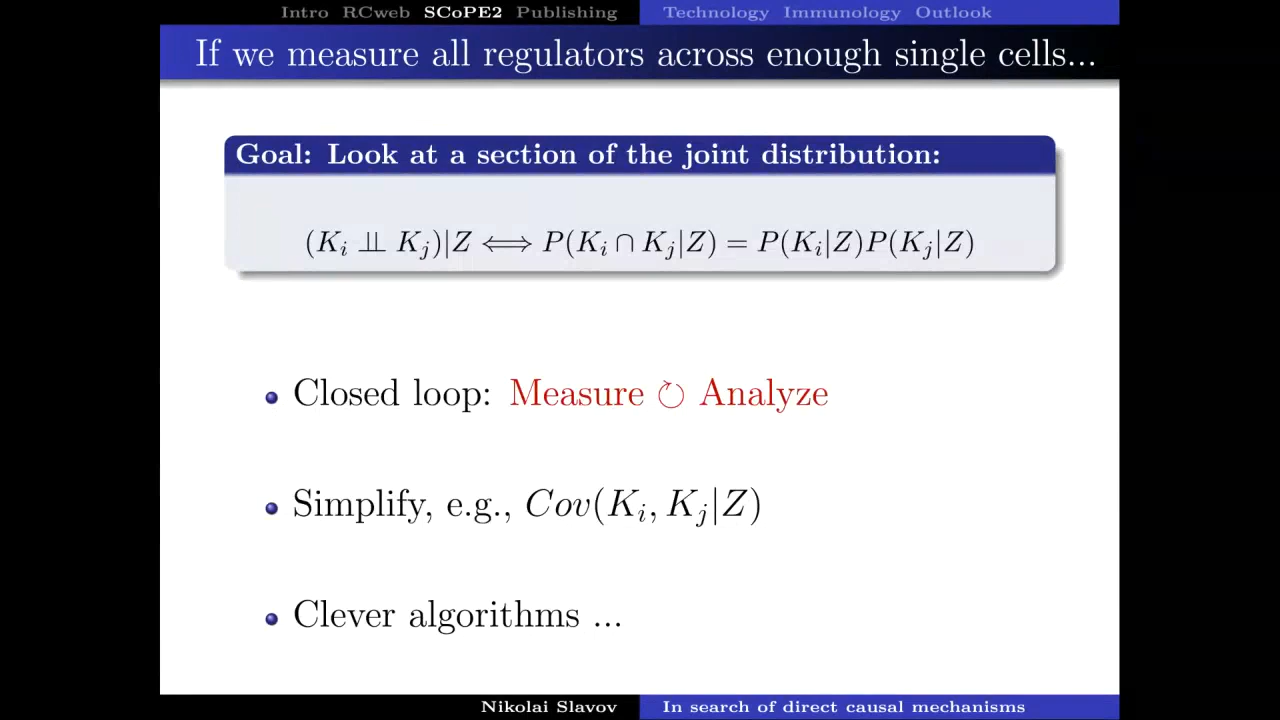 Intro RCweb SCoPE2 Publishing Technology Immunology Outlook
If we measure all regulators across enough single cells...
Goal: Look at a section of the joint distribution:
(K_i ⫫ K_j)|Z ⟺ P(K_i ∩ K_j|Z) = P(K_i|Z)P(K_j|Z)
• Closed loop: Measure ↻ Analyze
• Simplify, e.g., Cov(K_i, K_j|Z)
• Clever algorithms ...
Nikolai Slavov In search of direct causal mechanisms